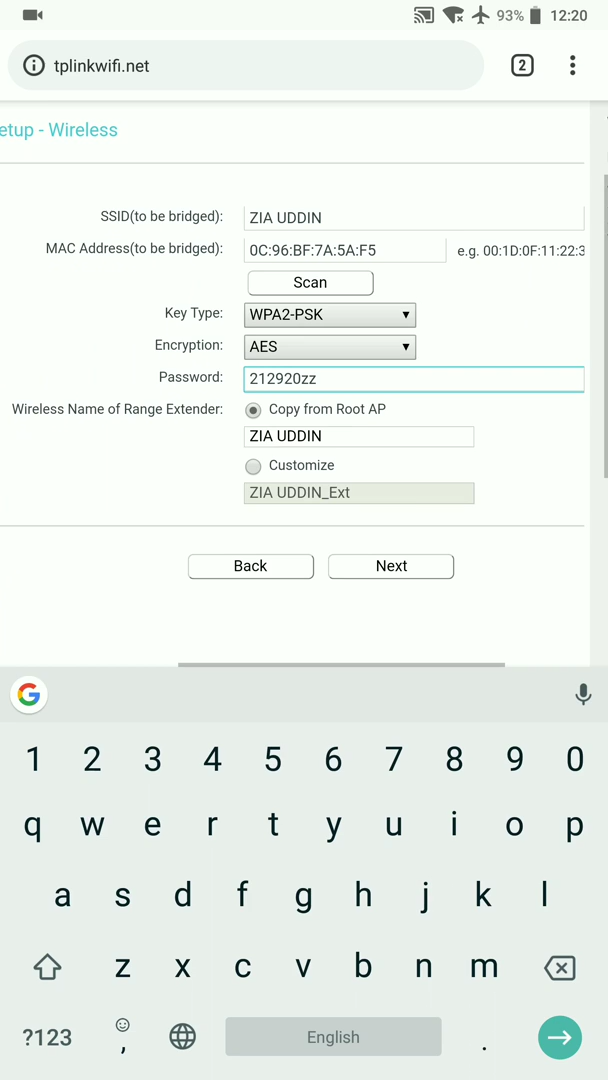 93% 12:20
tplinkwifi.net 2
etup - Wireless
SSID(to be bridged): ZIA UDDIN
MAC Address(to be bridged): 0C:96:BF:7A:5A:F5 e.g. 00:1D:0F:11:22:3
Scan
Key Type: WPA2-PSK
Encryption: AES
Password: 212920zz
Wireless Name of Range Extender: Copy from Root AP
ZIA UDDIN
Customize
ZIA UDDIN_Ext
Back Next
1 2 3 4 5 6 7 8 9 0
q w e r t y u i o p
a s d f g h j k l
z x c v b n m
?123 , English .